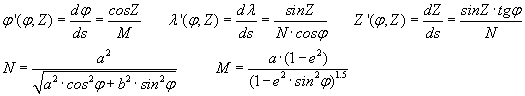 φ'(φ,Z) = dφ/ds = cosZ/M λ'(φ,Z) = dλ/ds = sinZ/(N·cosφ) Z'(φ,Z) = dZ/ds = (sinZ·tgφ)/N
N = a²/√(a²·cos²φ + b²·sin²φ) M = a·(1−e²)/(1−e²·sin²φ)^1.5